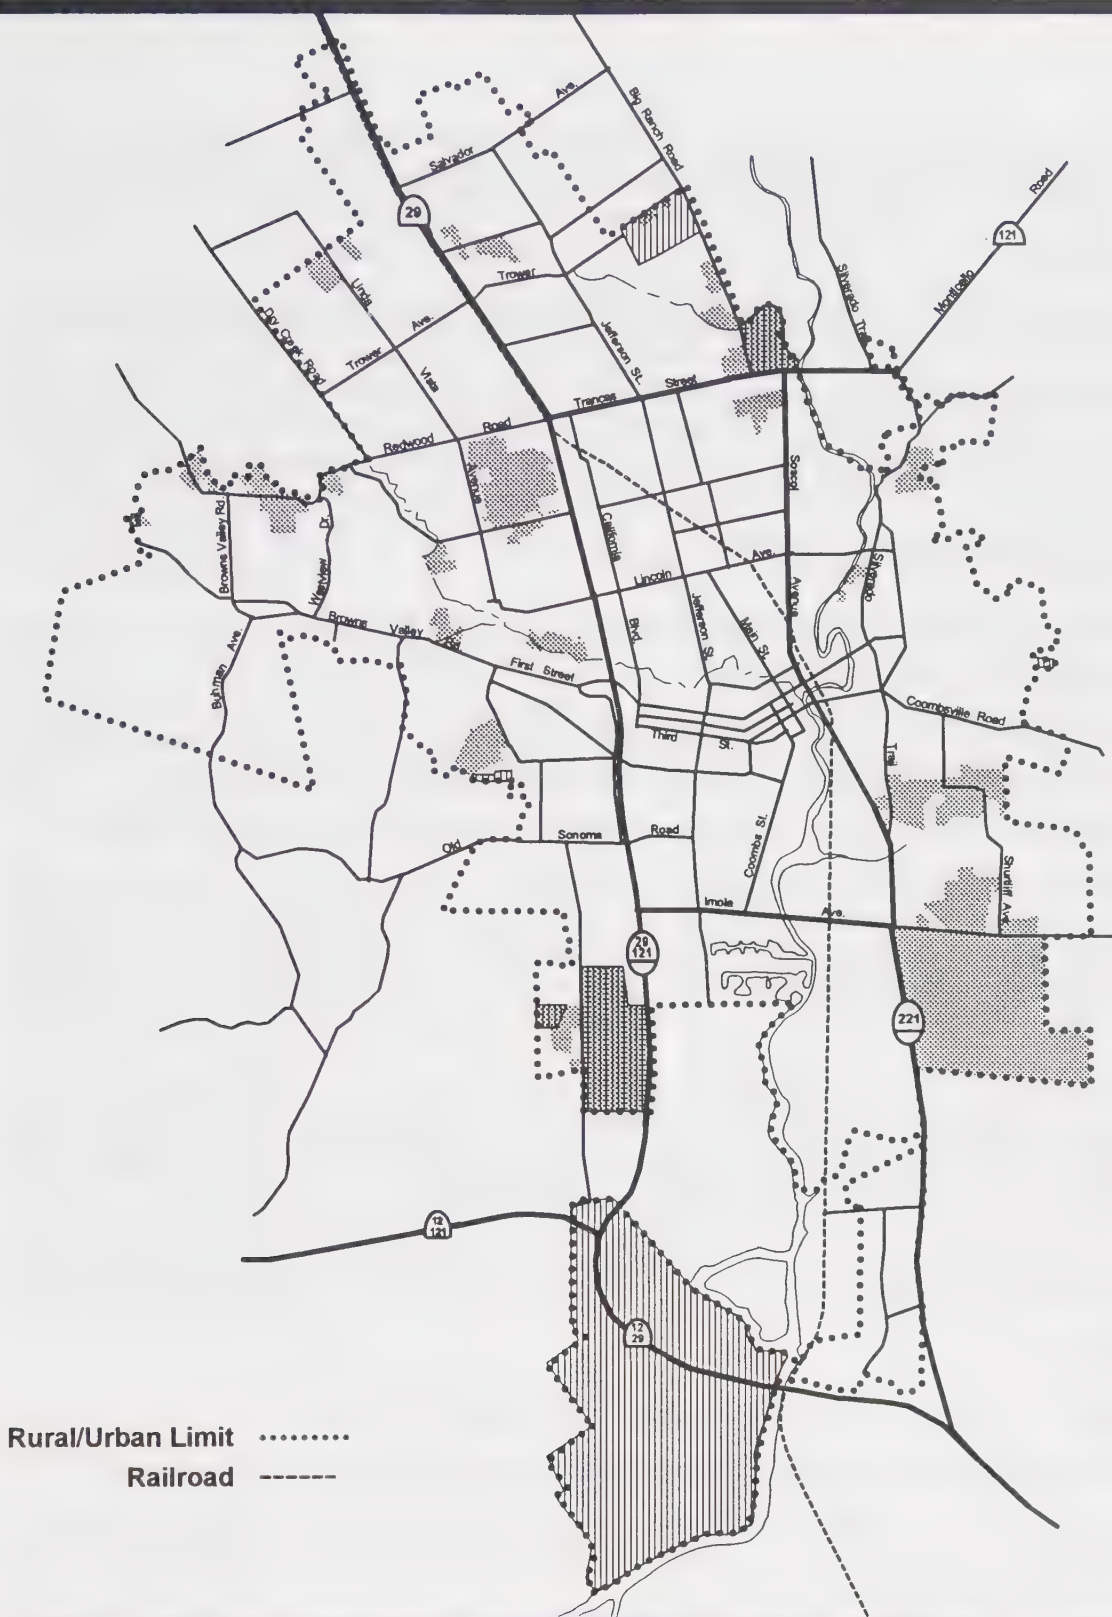 Ave.
Big Ranch Road
Salvador
Road
29
121
Monticello
Silverado Trail
Linda
Trower
Ave.
Dry Creek Road
Trower
Jefferson St.
Vista
Street
Trancas
Road
Redwood
Avenue
Soscol
Browns Valley Rd
Westview Dr.
California
Ave.
Lincoln
Silverado
Avenue
Jefferson St.
Main St.
Blvd.
Browns Valley Rd.
Buhman Ave.
First Street
Coombsville Road
Third St.
Trail
Coombs St.
Old Sonoma Road
Shurtliff Ave.
Imola Ave.
29
121
221
12
121
12
29
Rural/Urban Limit
Railroad